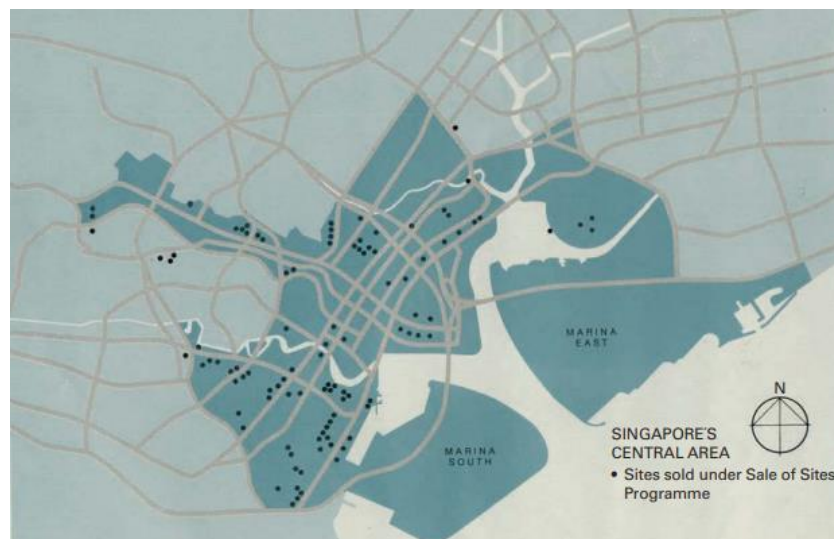 MARINA
EAST
N
MARINA
SOUTH
SINGAPORE'S
CENTRAL AREA
• Sites sold under Sale of Sites
Programme